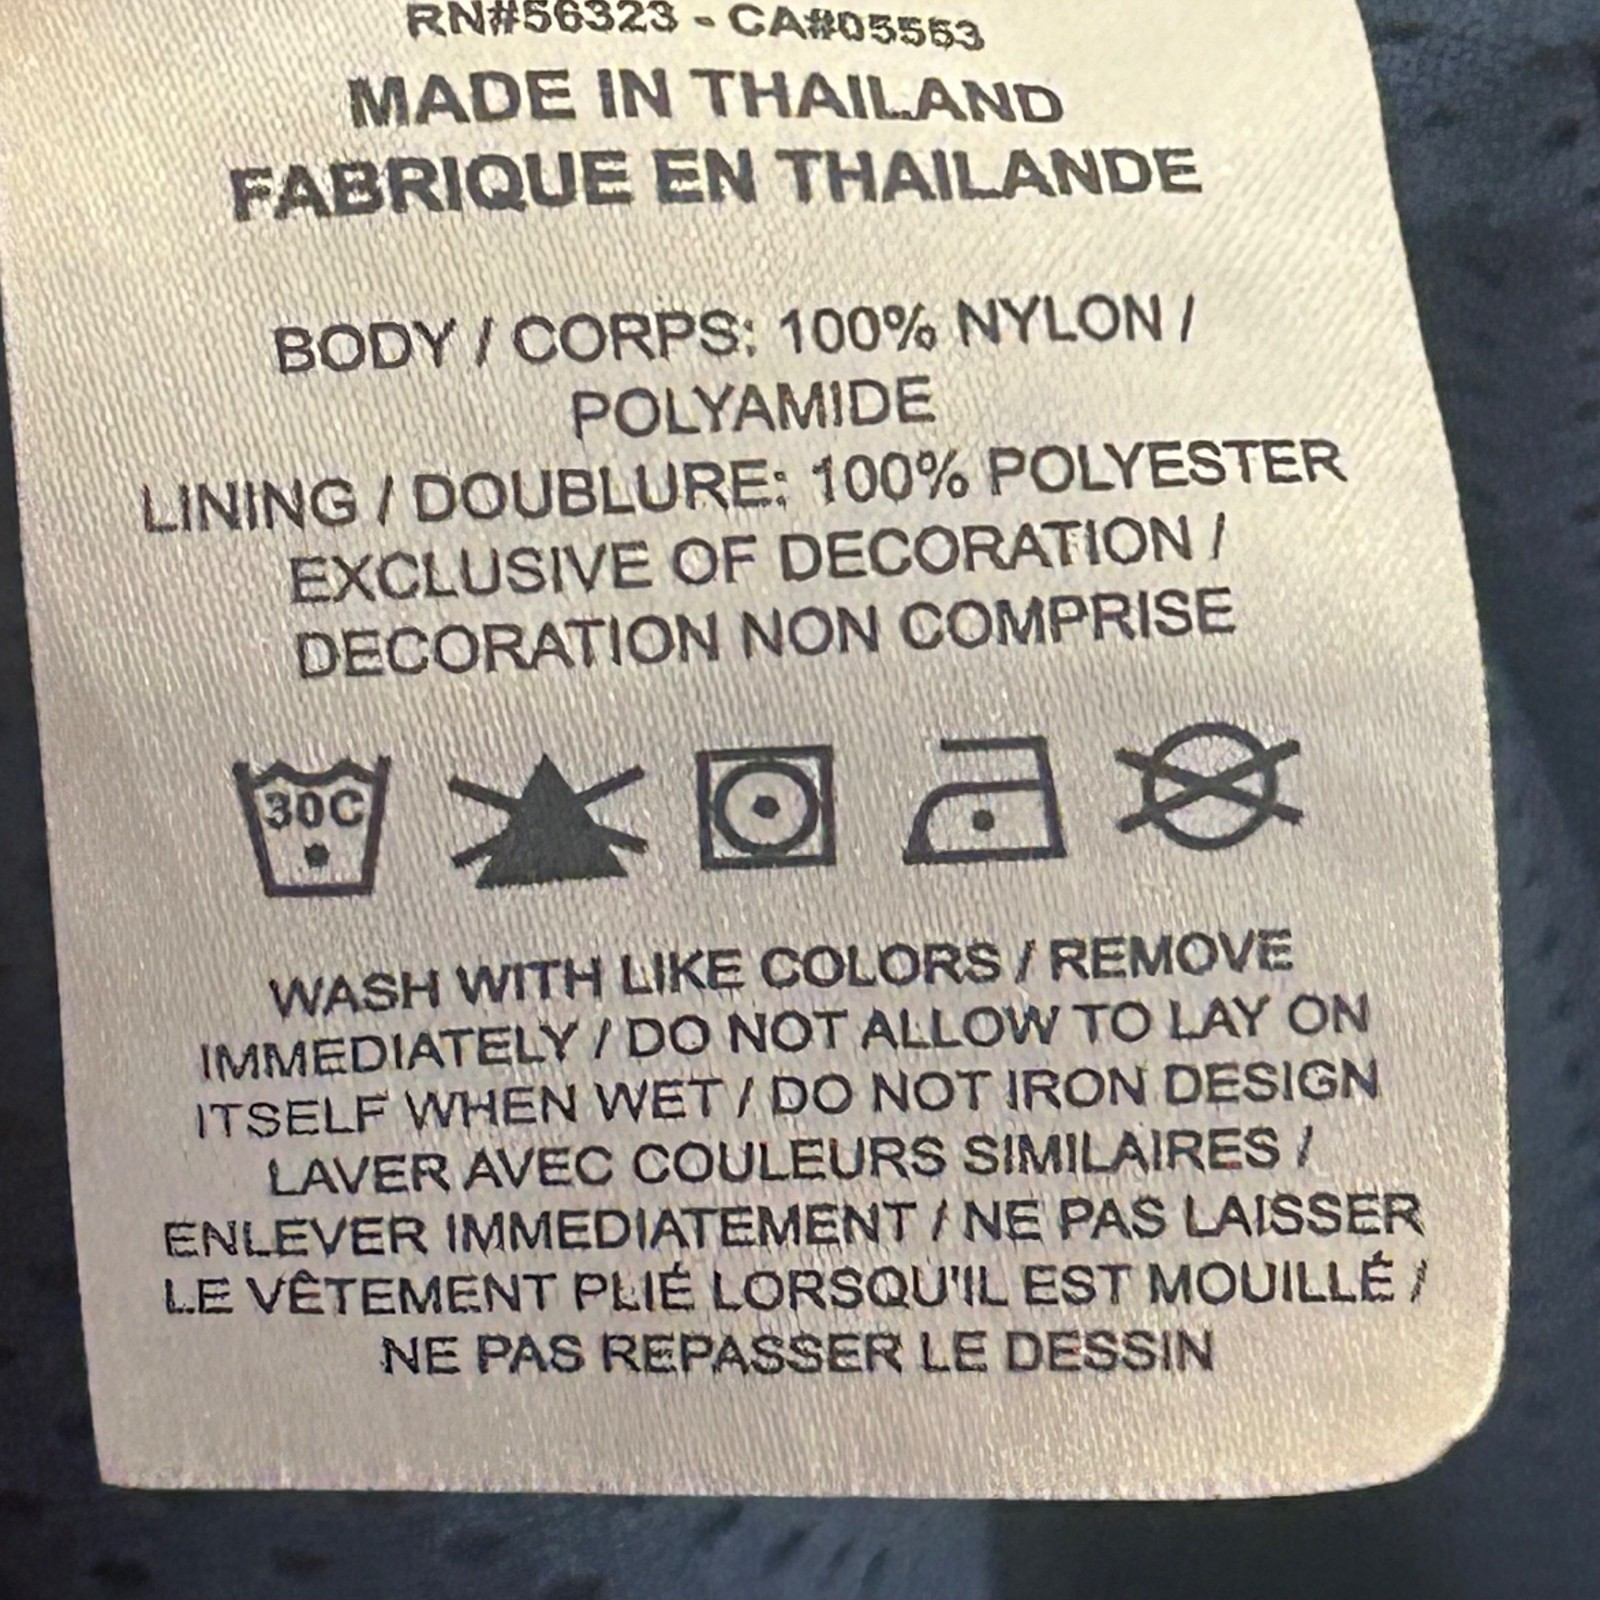 RN#56323 - CA#05553
MADE IN THAILAND
FABRIQUE EN THAILANDE
BODY / CORPS: 100% NYLON /
POLYAMIDE
LINING / DOUBLURE: 100% POLYESTER
EXCLUSIVE OF DECORATION /
DECORATION NON COMPRISE
30C
WASH WITH LIKE COLORS / REMOVE
IMMEDIATELY / DO NOT ALLOW TO LAY ON
ITSELF WHEN WET / DO NOT IRON DESIGN
LAVER AVEC COULEURS SIMILAIRES /
ENLEVER IMMEDIATEMENT / NE PAS LAISSER
LE VÊTEMENT PLIÉ LORSQU'IL EST MOUILLÉ /
NE PAS REPASSER LE DESSIN